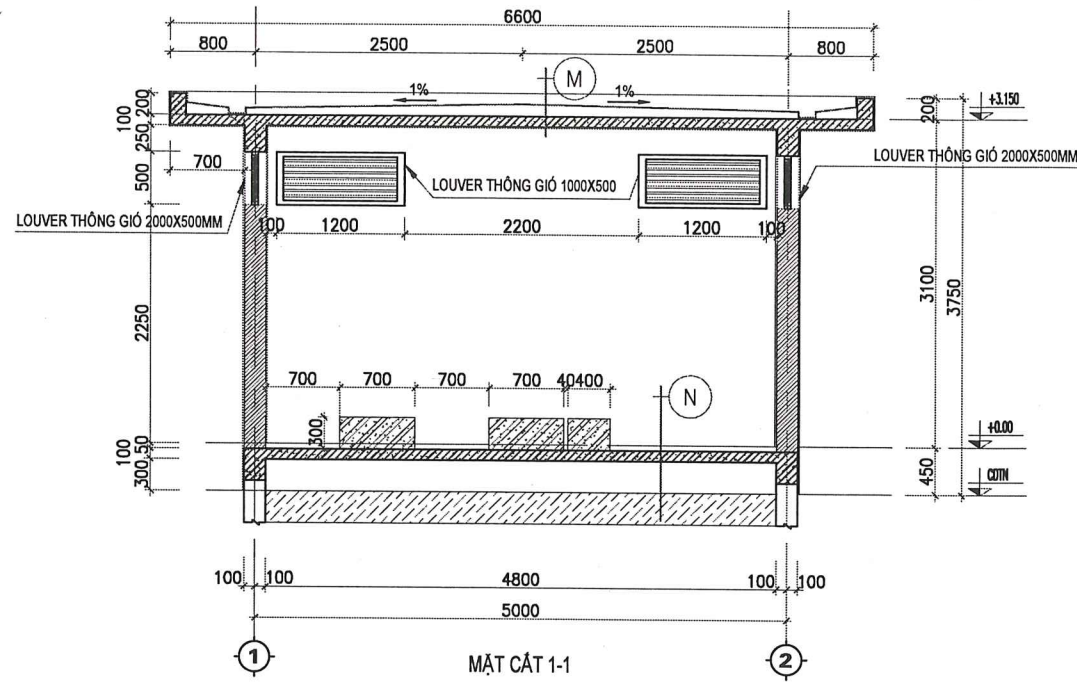 6600
800 2500 2500 800
M
1% 1%
200
100
250
500
2250
100
50
300
700
+3.150
200
LOUVER THÔNG GIÓ 2000X500MM
LOUVER THÔNG GIÓ 1000X500
LOUVER THÔNG GIÓ 2000X500MM
100 1200 2200 1200 100
3100
3750
700 700 700 700 40 400
N
300
+0.00
450
CDTN
100 100 4800 100 100
5000
1 2
MẶT CẮT 1-1